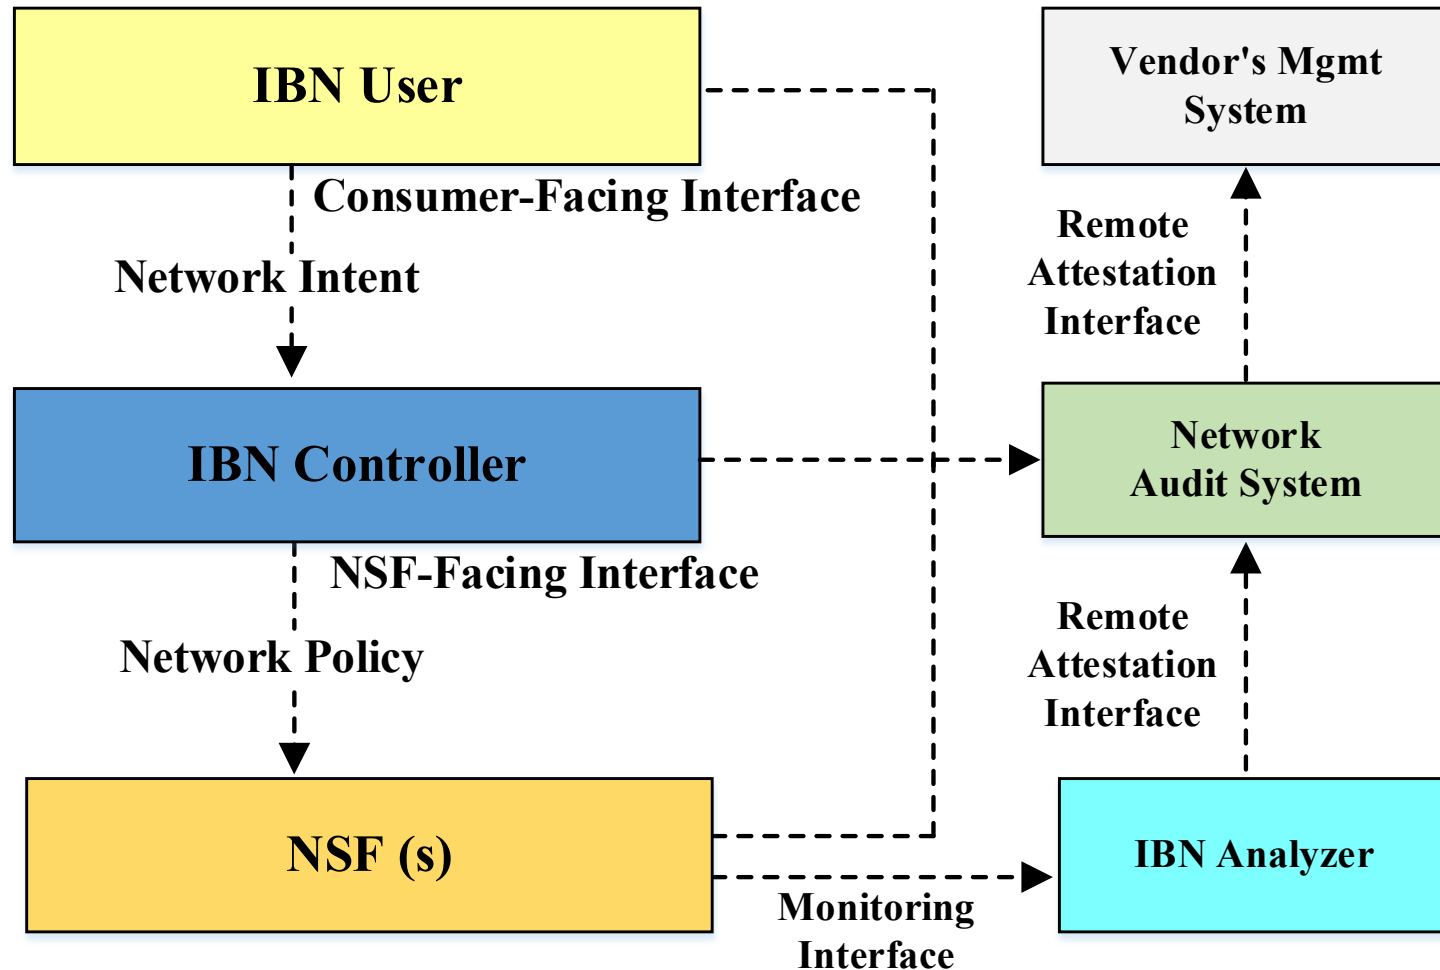 IBN User
Consumer-Facing Interface
Network Intent
IBN Controller
NSF-Facing Interface
Network Policy
NSF (s)
Monitoring
Interface
Vendor's Mgmt
System
Remote
Attestation
Interface
Network
Audit System
Remote
Attestation
Interface
IBN Analyzer